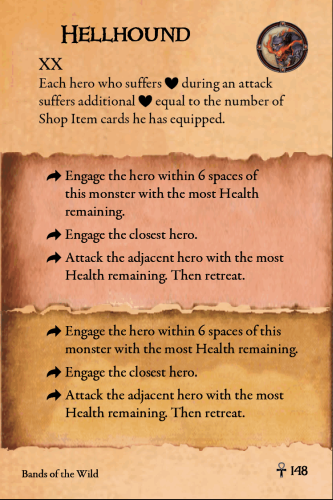 HELLHOUND
XX
Each hero who suffers ♥ during an attack
suffers additional ♥ equal to the number of
Shop Item cards he has equipped.
Engage the hero within 6 spaces of
this monster with the most Health
remaining.
Engage the closest hero.
Attack the adjacent hero with the most
Health remaining. Then retreat.
Engage the hero within 6 spaces of this
monster with the most Health remaining.
Engage the closest hero.
Attack the adjacent hero with the most
Health remaining. Then retreat.
Bands of the Wild
148